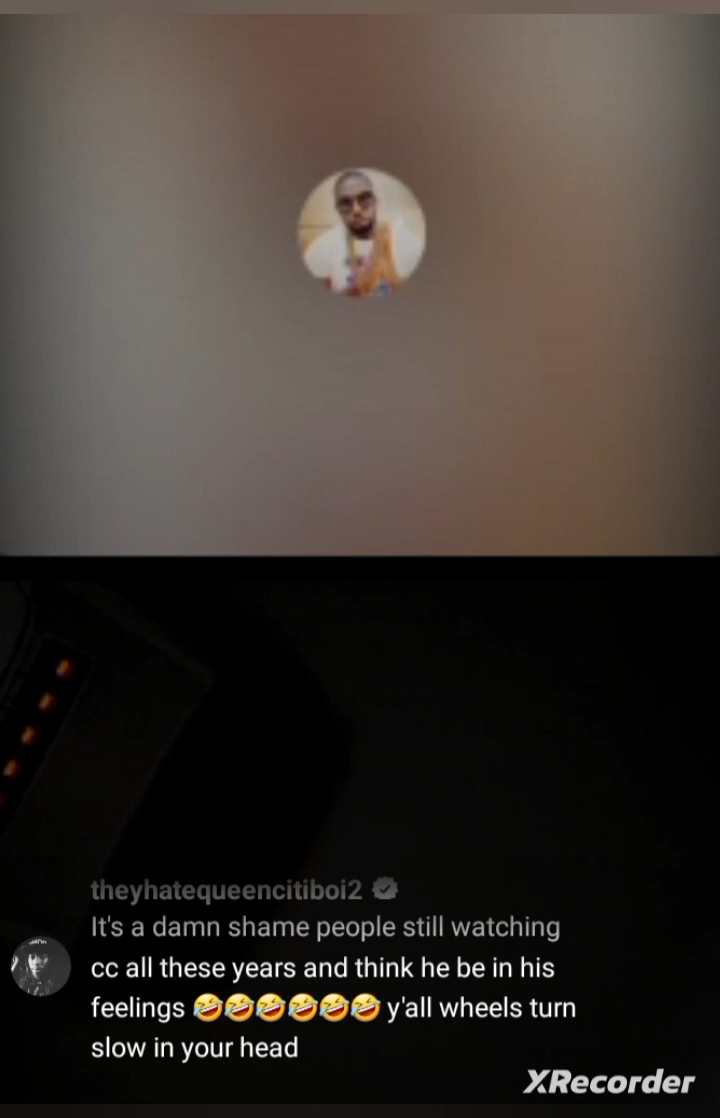 theyhatequeencitiboi2
It's a damn shame people still watching
cc all these years and think he be in his
feelings 🤣🤣🤣🤣🤣🤣 y'all wheels turn
slow in your head
XRecorder